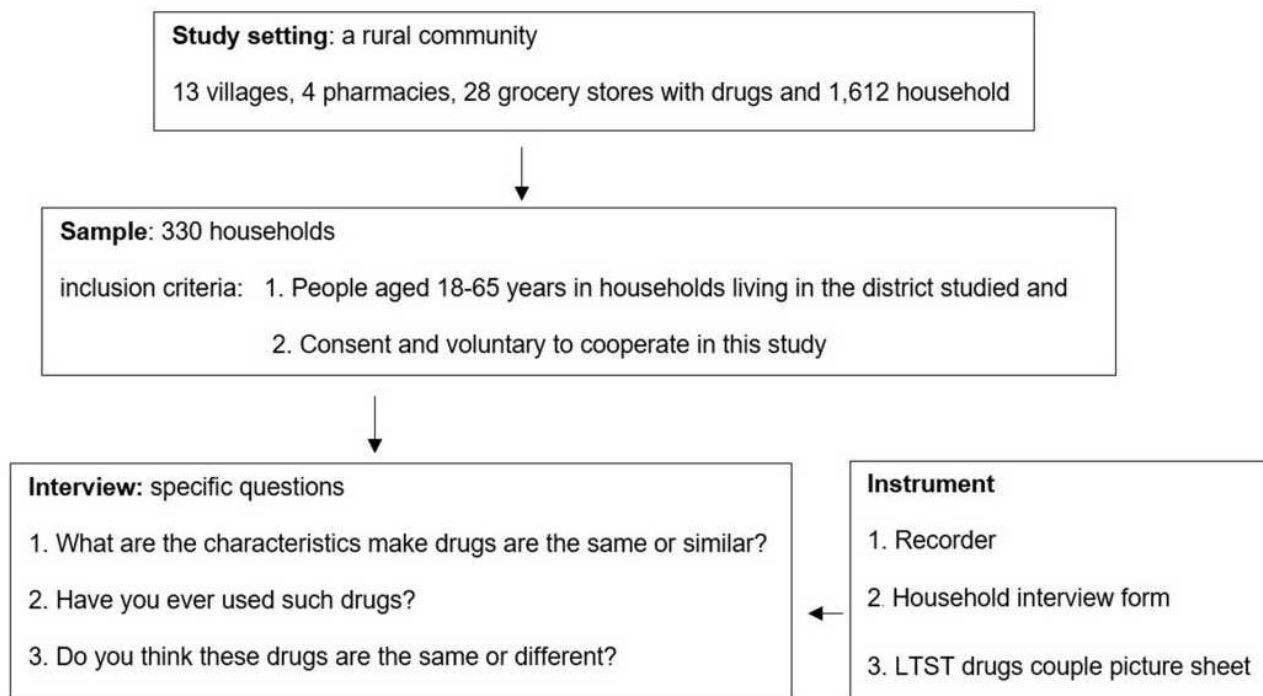 Study setting: a rural community
13 villages, 4 pharmacies, 28 grocery stores with drugs and 1,612 household
Sample: 330 households
inclusion criteria: 1. People aged 18-65 years in households living in the district studied and
2. Consent and voluntary to cooperate in this study
Interview: specific questions
1. What are the characteristics make drugs are the same or similar?
2. Have you ever used such drugs?
3. Do you think these drugs are the same or different?
Instrument
1. Recorder
2. Household interview form
3. LTST drugs couple picture sheet